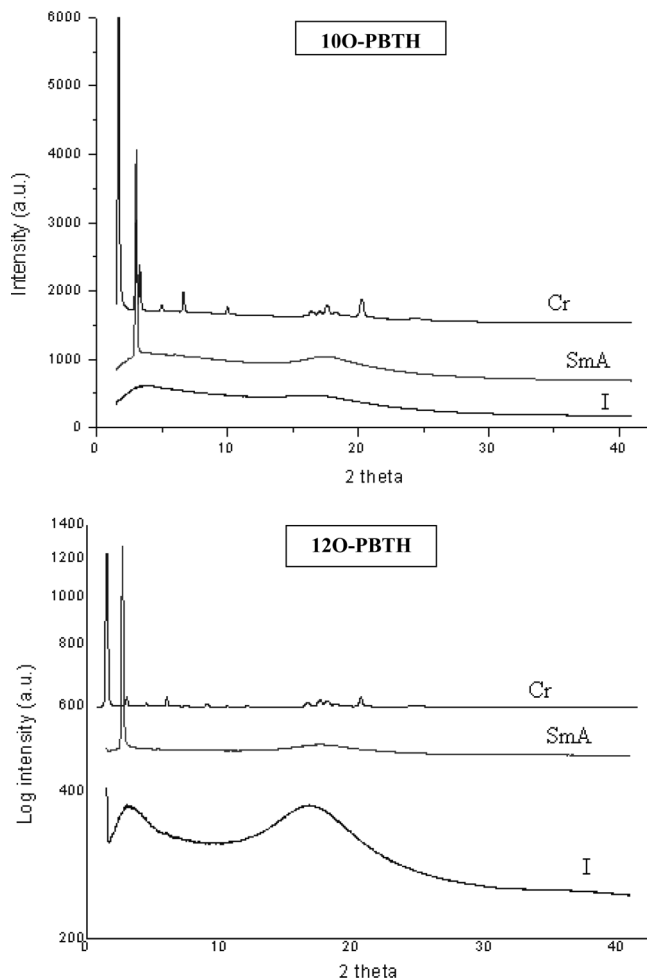 10O-PBTH
6000
5000
4000
3000
2000
1000
0
Intensity (a.u.)
Cr
SmA
I
0 10 20 30 40
2 theta
12O-PBTH
1400
1200
1000
800
600
400
200
Log intensity (a.u.)
Cr
SmA
I
0 10 20 30 40
2 theta